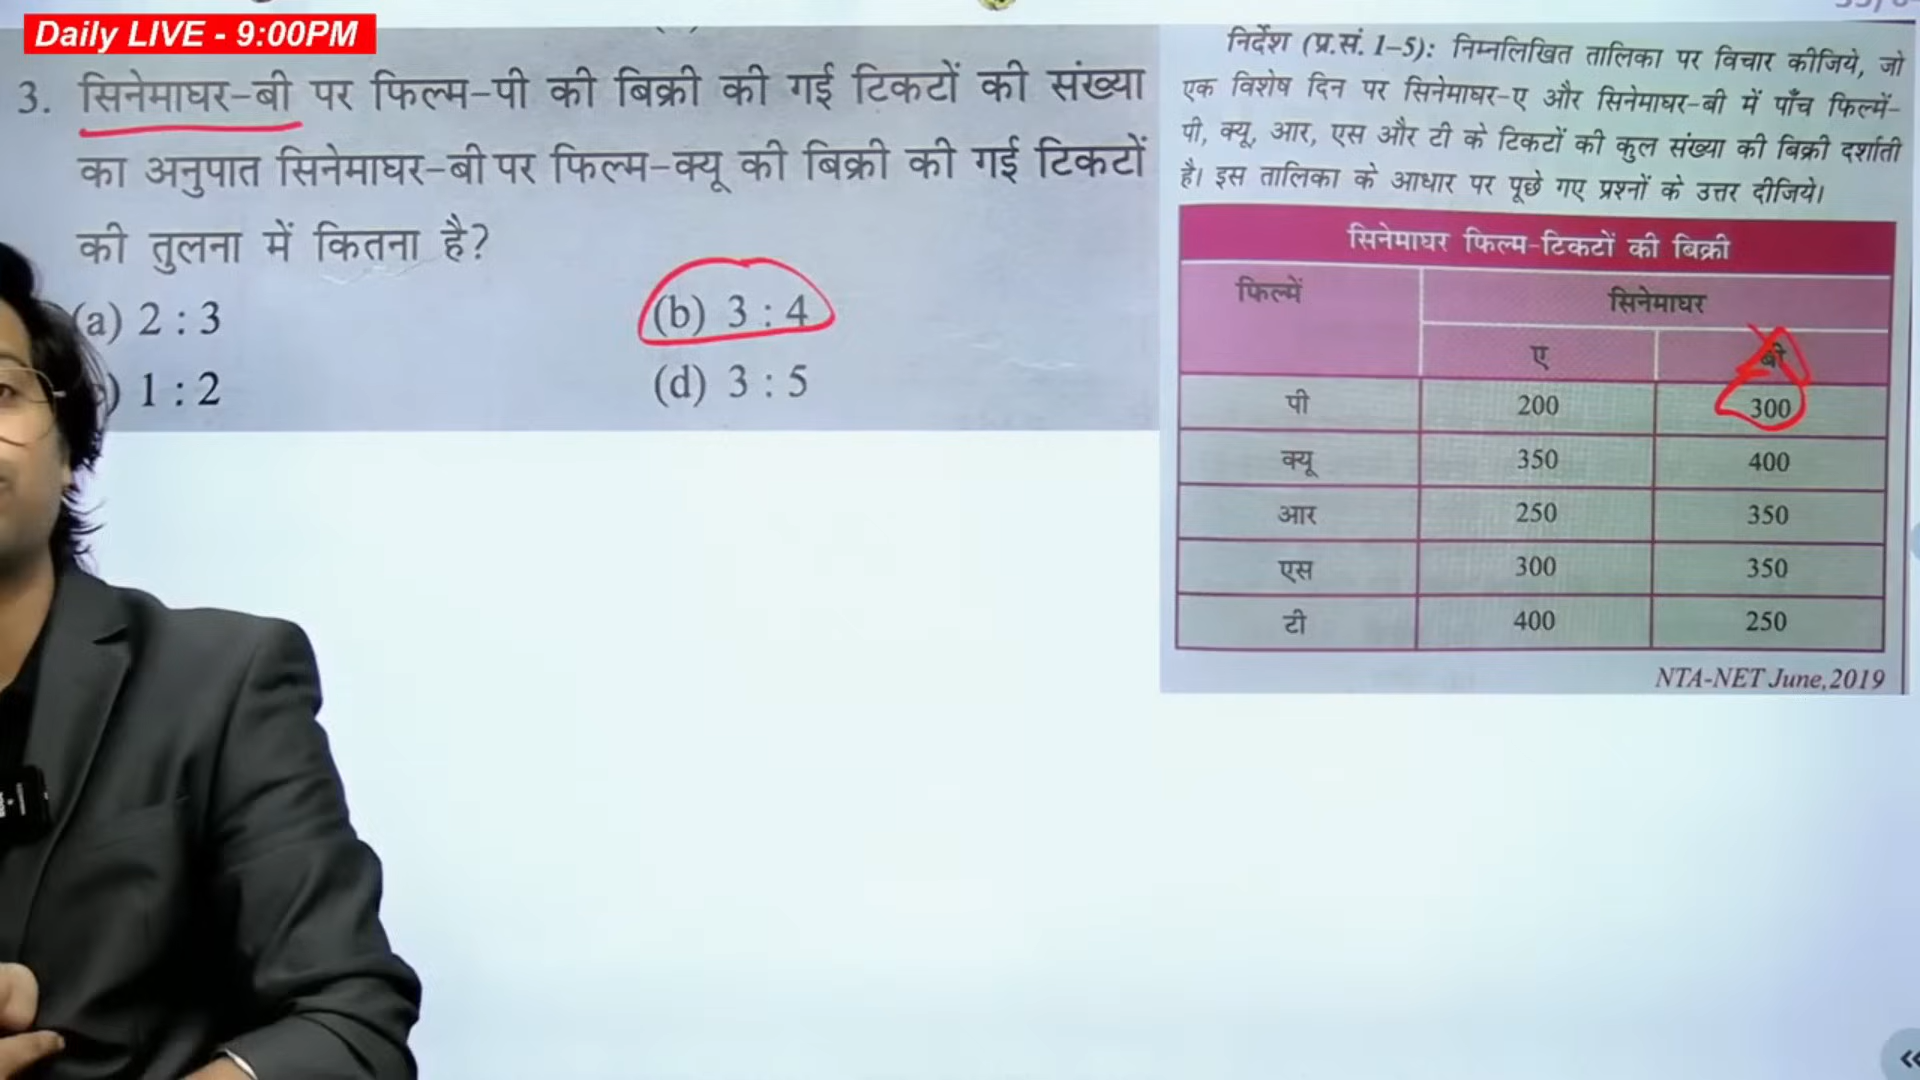 Daily LIVE - 9:00PM
3. सिनेमाघर-बी पर फिल्म-पी की बिक्री की गई टिकटों की संख्या
का अनुपात सिनेमाघर-बी पर फिल्म-क्यू की बिक्री की गई टिकटों
की तुलना में कितना है?
(a) 2 : 3 (b) 3 : 4
) 1 : 2 (d) 3 : 5
निर्देश (प्र.सं. 1-5): निम्नलिखित तालिका पर विचार कीजिये, जो
एक विशेष दिन पर सिनेमाघर-ए और सिनेमाघर-बी में पाँच फिल्में-
पी, क्यू, आर, एस और टी के टिकटों की कुल संख्या की बिक्री दर्शाती
है। इस तालिका के आधार पर पूछे गए प्रश्नों के उत्तर दीजिये।
सिनेमाघर फिल्म-टिकटों की बिक्री
फिल्में सिनेमाघर
ए बी
पी 200 300
क्यू 350 400
आर 250 350
एस 300 350
टी 400 250
NTA-NET June,2019